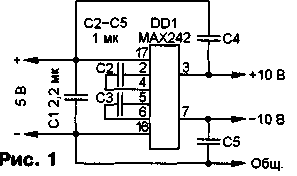 C2–C5
1 мк
DD1
MAX242
C4
+
17
C2
2
4
3
+10 В
5 В
C1 2,2 мк
C3
5
6
7
–10 В
–
16
C5
Рис. 1
Общ.